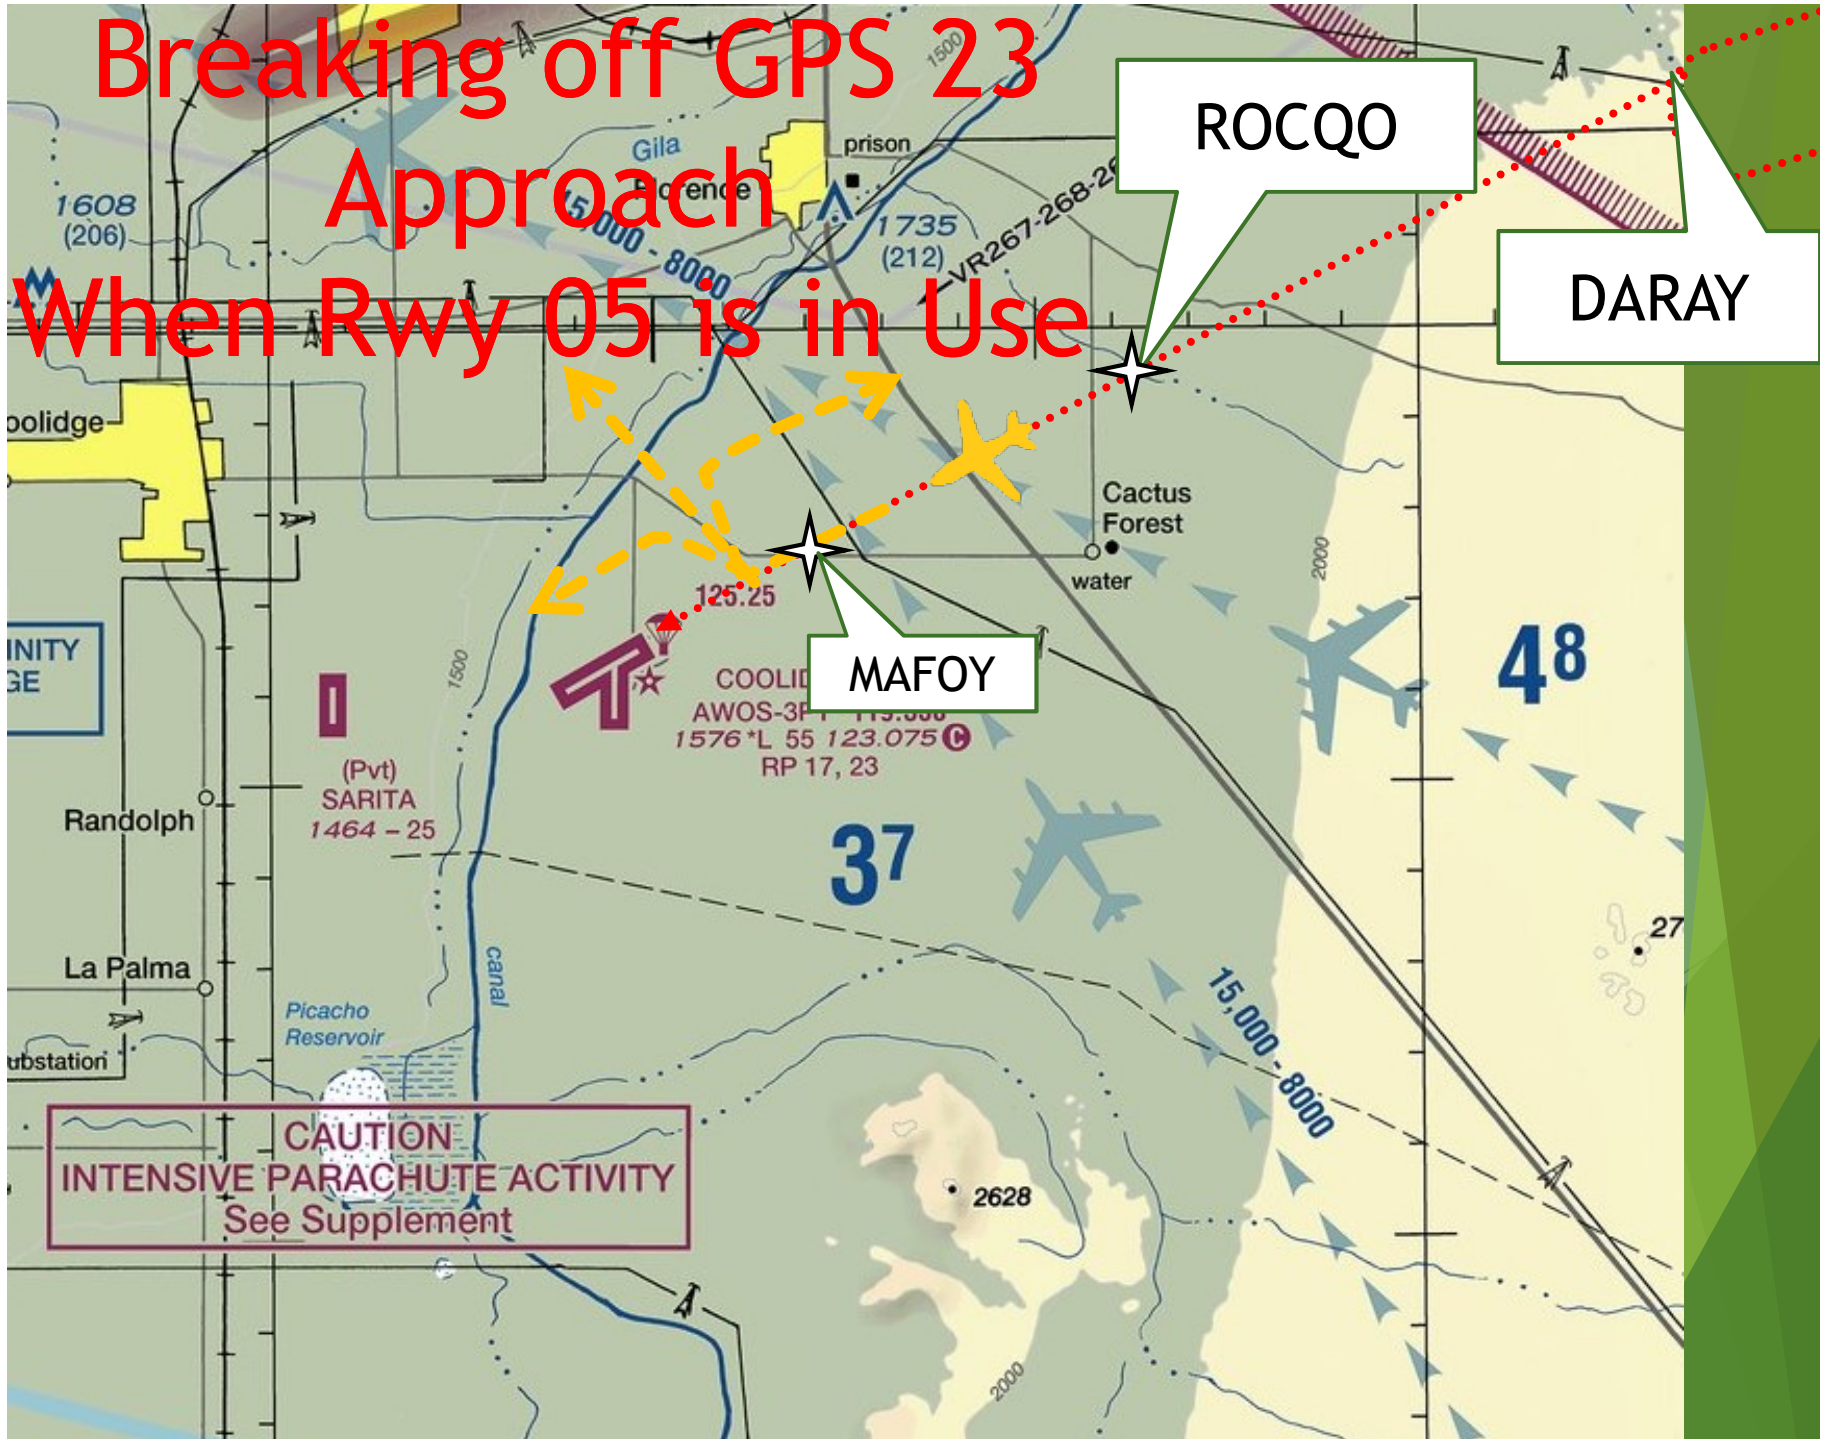 Breaking off GPS 23
Approach
When Rwy 05 is in Use
ROCQO
DARAY
MAFOY
1500
Gila
prison
Florence
1608
(206)
15,000 - 8000
1735
(212)
VR267-268-26
oolidge
Cactus
Forest
water
2000
125.25
INITY
GE
1500
COOLID
AWOS-3P
1576 *L 55 123.075 C
RP 17, 23
(Pvt)
SARITA
1464 - 25
48
37
Randolph
La Palma
canal
Picacho
Reservoir
ubstation
27
15,000 - 8000
CAUTION
INTENSIVE PARACHUTE ACTIVITY
See Supplement
2628
2000